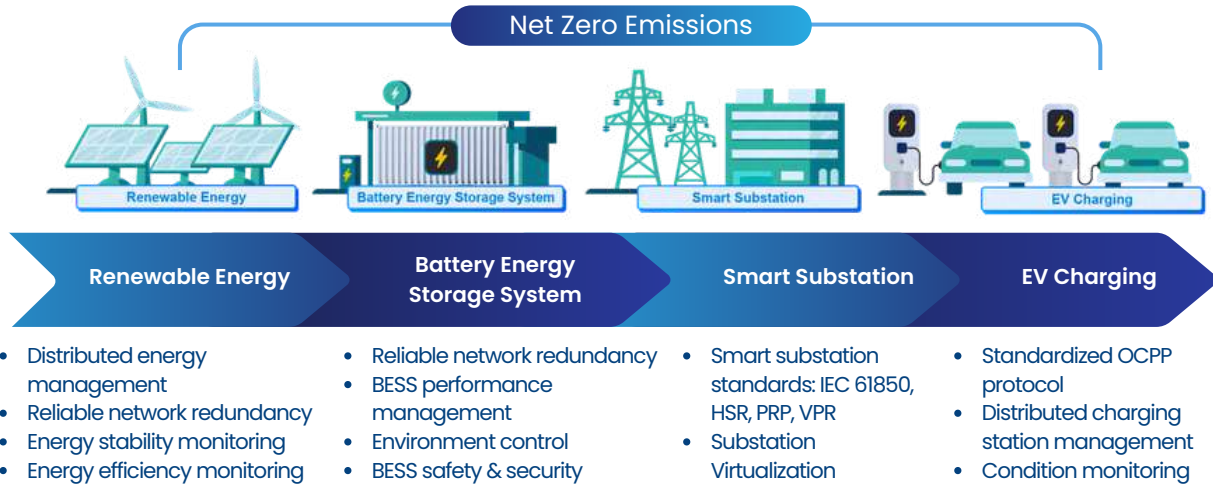 Net Zero Emissions
Renewable Energy
Battery Energy Storage System
Smart Substation
EV Charging
Renewable Energy
Battery Energy
Storage System
Smart Substation
EV Charging
• Distributed energy
management
• Reliable network redundancy
• Energy stability monitoring
• Energy efficiency monitoring
• Reliable network redundancy
• BESS performance
management
• Environment control
• BESS safety & security
• Smart substation
standards: IEC 61850,
HSR, PRP, VPR
• Substation
Virtualization
• Standardized OCPP
protocol
• Distributed charging
station management
• Condition monitoring